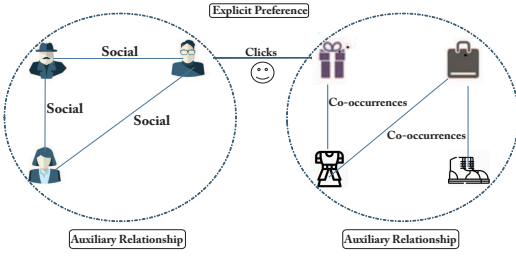 Explicit Preference
Social
Clicks
Social
Social
Co-occurrences
Co-occurrences
Auxiliary Relationship
Auxiliary Relationship